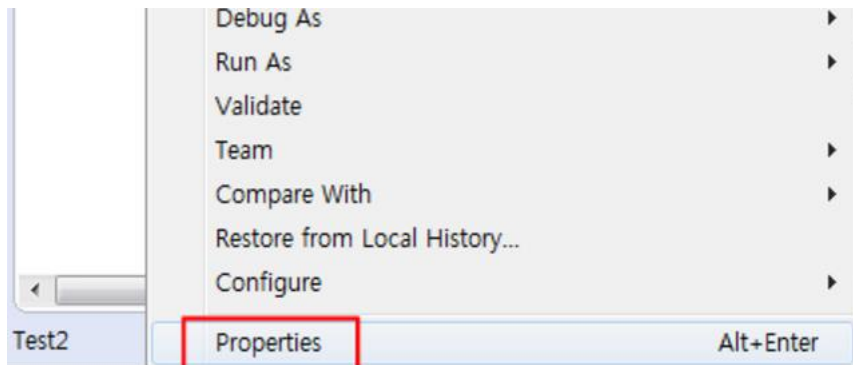 Debug As
Run As
Validate
Team
Compare With
Restore from Local History...
Configure
Test2
Properties Alt+Enter